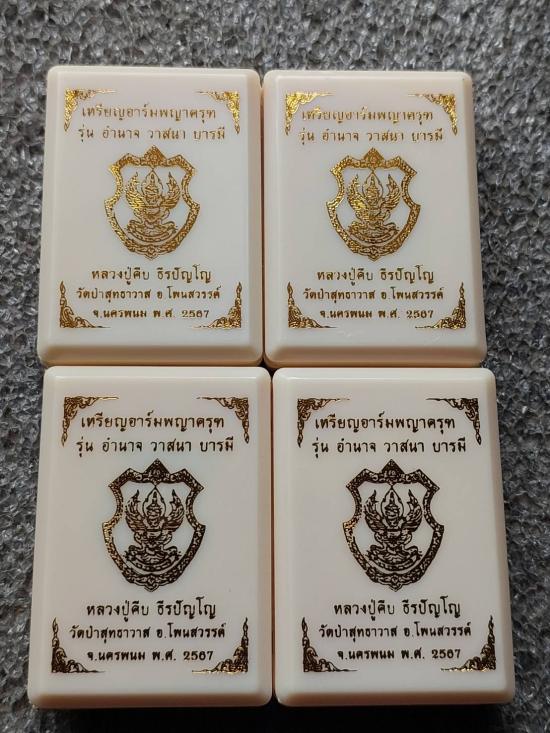 เหรียญอาร์มพญาครุฑ
รุ่น อำนาจ วาสนา บารมี
หลวงปู่คีบ ธีรปัญโญ
วัดป่าสุทธาวาส อ.โพนสวรรค์
จ.นครพนม พ.ศ. 2567
เหรียญอาร์มพญาครุฑ
รุ่น อำนาจ วาสนา บารมี
หลวงปู่คีบ ธีรปัญโญ
วัดป่าสุทธาวาส อ.โพนสวรรค์
จ.นครพนม พ.ศ. 2567
เหรียญอาร์มพญาครุฑ
รุ่น อำนาจ วาสนา บารมี
หลวงปู่คีบ ธีรปัญโญ
วัดป่าสุทธาวาส อ.โพนสวรรค์
จ.นครพนม พ.ศ. 2567
เหรียญอาร์มพญาครุฑ
รุ่น อำนาจ วาสนา บารมี
หลวงปู่คีบ ธีรปัญโญ
วัดป่าสุทธาวาส อ.โพนสวรรค์
จ.นครพนม พ.ศ. 2567